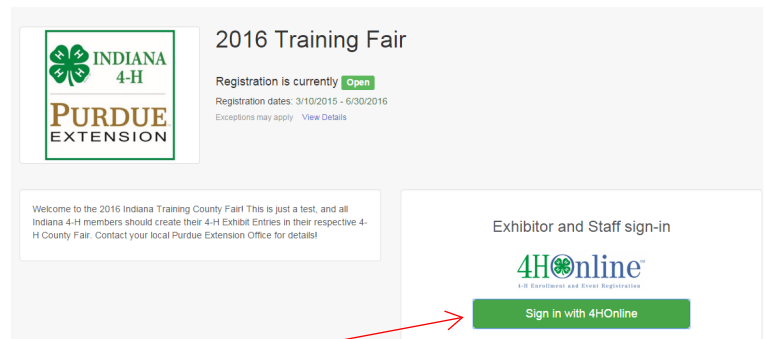 INDIANA
4-H
PURDUE
EXTENSION
2016 Training Fair
Registration is currently Open
Registration dates: 3/10/2015 - 6/30/2016
Exceptions may apply View Details
Welcome to the 2016 Indiana Training County Fair! This is just a test, and all
Indiana 4-H members should create their 4-H Exhibit Entries in their respective 4-
H County Fair. Contact your local Purdue Extension Office for details!
Exhibitor and Staff sign-in
4HOnline™
4-H Enrollment and Event Registration
Sign in with 4HOnline